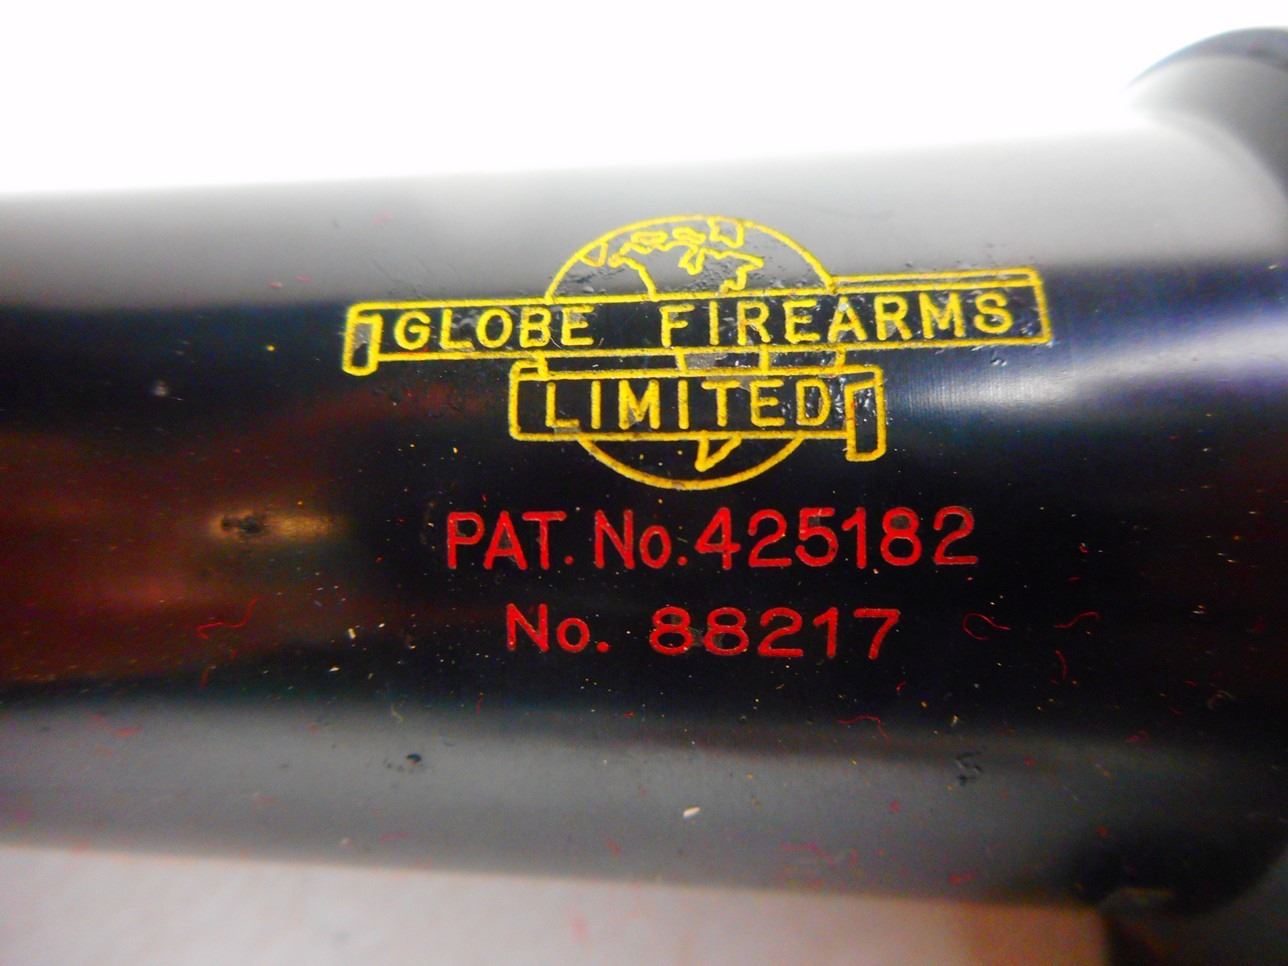 GLOBE FIREARMS
LIMITED
PAT. No. 425182
No. 88217